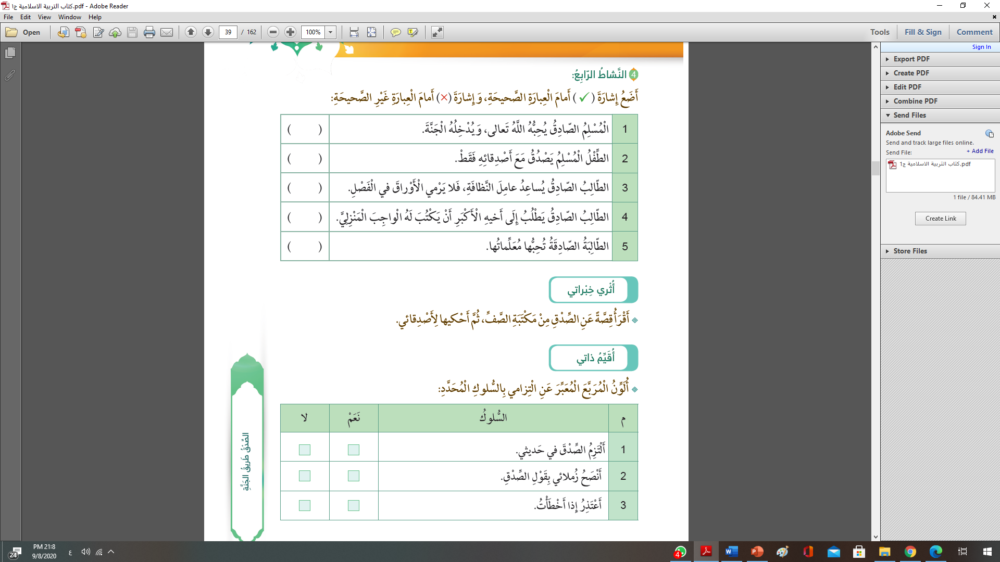 كتاب التربية الاسلامية ج1.pdf - Adobe Reader
File Edit View Window Help
Open 39 / 162 100% Tools Fill & Sign Comment
Sign In
Export PDF
Create PDF
Edit PDF
Combine PDF
Send Files
Adobe Send
Send and track large files online.
Send File: + Add File
كتاب التربية الاسلامية ج1.pdf
1 file / 84.41 MB
Create Link
Store Files
4 النَّشاطُ الرّابِعُ:
أَضَعُ إِشارَةَ (✓) أَمامَ الْعِبارَةِ الصَّحيحَةِ، وَإِشارَةَ (×) أَمامَ الْعِبارَةِ غَيْرِ الصَّحيحَةِ:
1 الْمُسْلِمُ الصّادِقُ يُحِبُّهُ اللَّهُ تَعالى، وَيُدْخِلُهُ الْجَنَّةَ. ( )
2 الطِّفْلُ الْمُسْلِمُ يَصْدُقُ مَعَ أَصْدِقائِهِ فَقَطْ. ( )
3 الطّالِبُ الصّادِقُ يُساعِدُ عامِلَ النَّظافَةِ، فَلا يَرْمي الْأَوْراقَ في الْفَصْلِ. ( )
4 الطّالِبُ الصّادِقُ يَطْلُبُ إِلَى أَخيهِ الْأَكْبَرِ أَنْ يَكْتُبَ لَهُ الْواجِبَ الْمَنْزِلِيَّ. ( )
5 الطّالِبَةُ الصّادِقَةُ تُحِبُّها مُعَلِّماتُها. ( )
أُثْري خِبْراتي
أَقْرَأُ قِصَّةً عَنِ الصِّدْقِ مِنْ مَكْتَبَةِ الصَّفِّ، ثُمَّ أَحْكيها لِأَصْدِقائي.
أُقَيِّمُ ذاتي
أُلَوِّنُ الْمُرَبَّعَ الْمُعَبِّرَ عَنِ الْتِزامي بِالسُّلوكِ الْمُحَدَّدِ:
م السُّلوكُ نَعَمْ لا
1 أَلْتَزِمُ الصِّدْقَ في حَديثي.
2 أَنْصَحُ زُملائي بِقَوْلِ الصِّدْقِ.
3 أَعْتَذِرُ إِذا أَخْطَأْتُ.
الصِّدْقُ طَريقُ الجَنَّةِ
24 PM 21:8 ع 4
9/8/2020